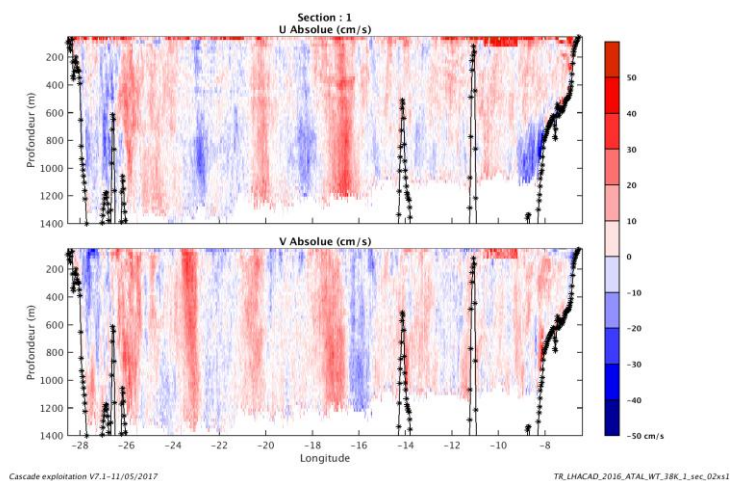 Section : 1
U Absolue (cm/s)
200
400
600
800
1000
1200
1400
Profondeur (m)
V Absolue (cm/s)
200
400
600
800
1000
1200
1400
Profondeur (m)
−28 −26 −24 −22 −20 −18 −16 −14 −12 −10 −8
Longitude
50
40
30
20
10
0
−10
−20
−30
−40
−50 cm/s
Cascade exploitation V7.1−11/05/2017
TR_LHACAD_2016_ATAL_WT_38K_1_sec_02xs1